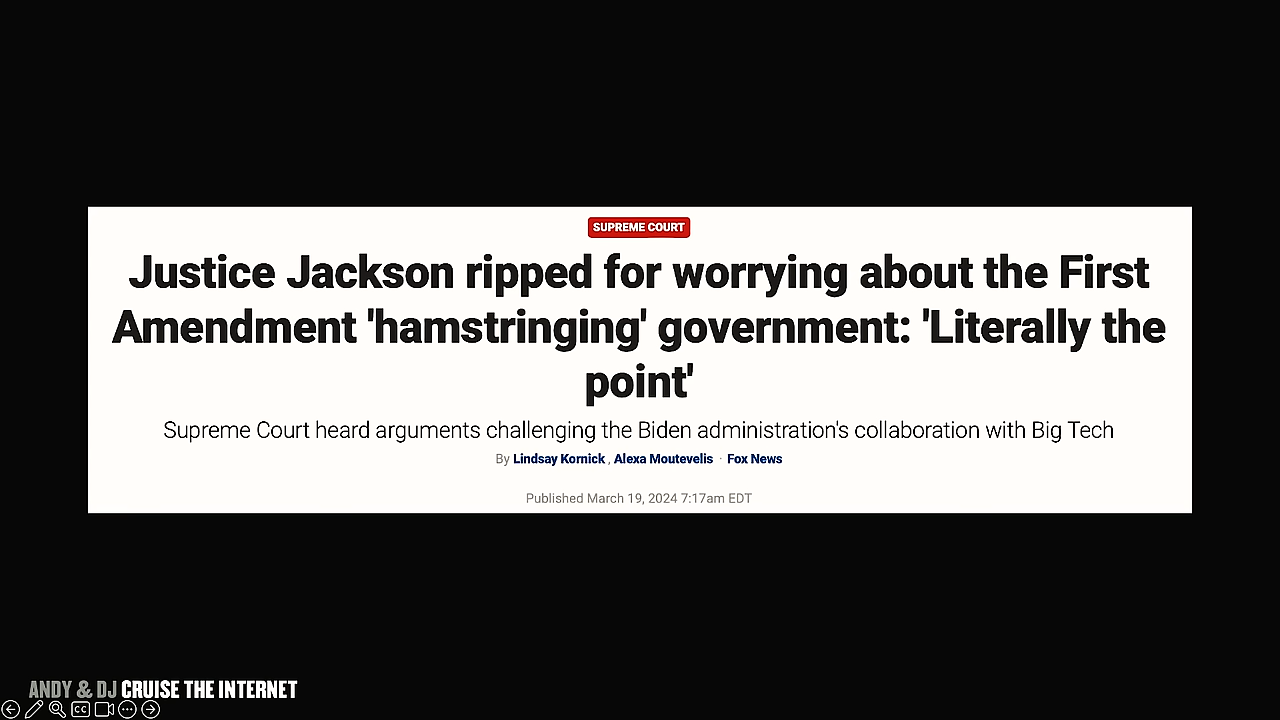 SUPREME COURT
Justice Jackson ripped for worrying about the First
Amendment 'hamstringing' government: 'Literally the
point'
Supreme Court heard arguments challenging the Biden administration's collaboration with Big Tech
By Lindsay Kornick , Alexa Moutevelis · Fox News
Published March 19, 2024 7:17am EDT
ANDY & DJ CRUISE THE INTERNET
CC